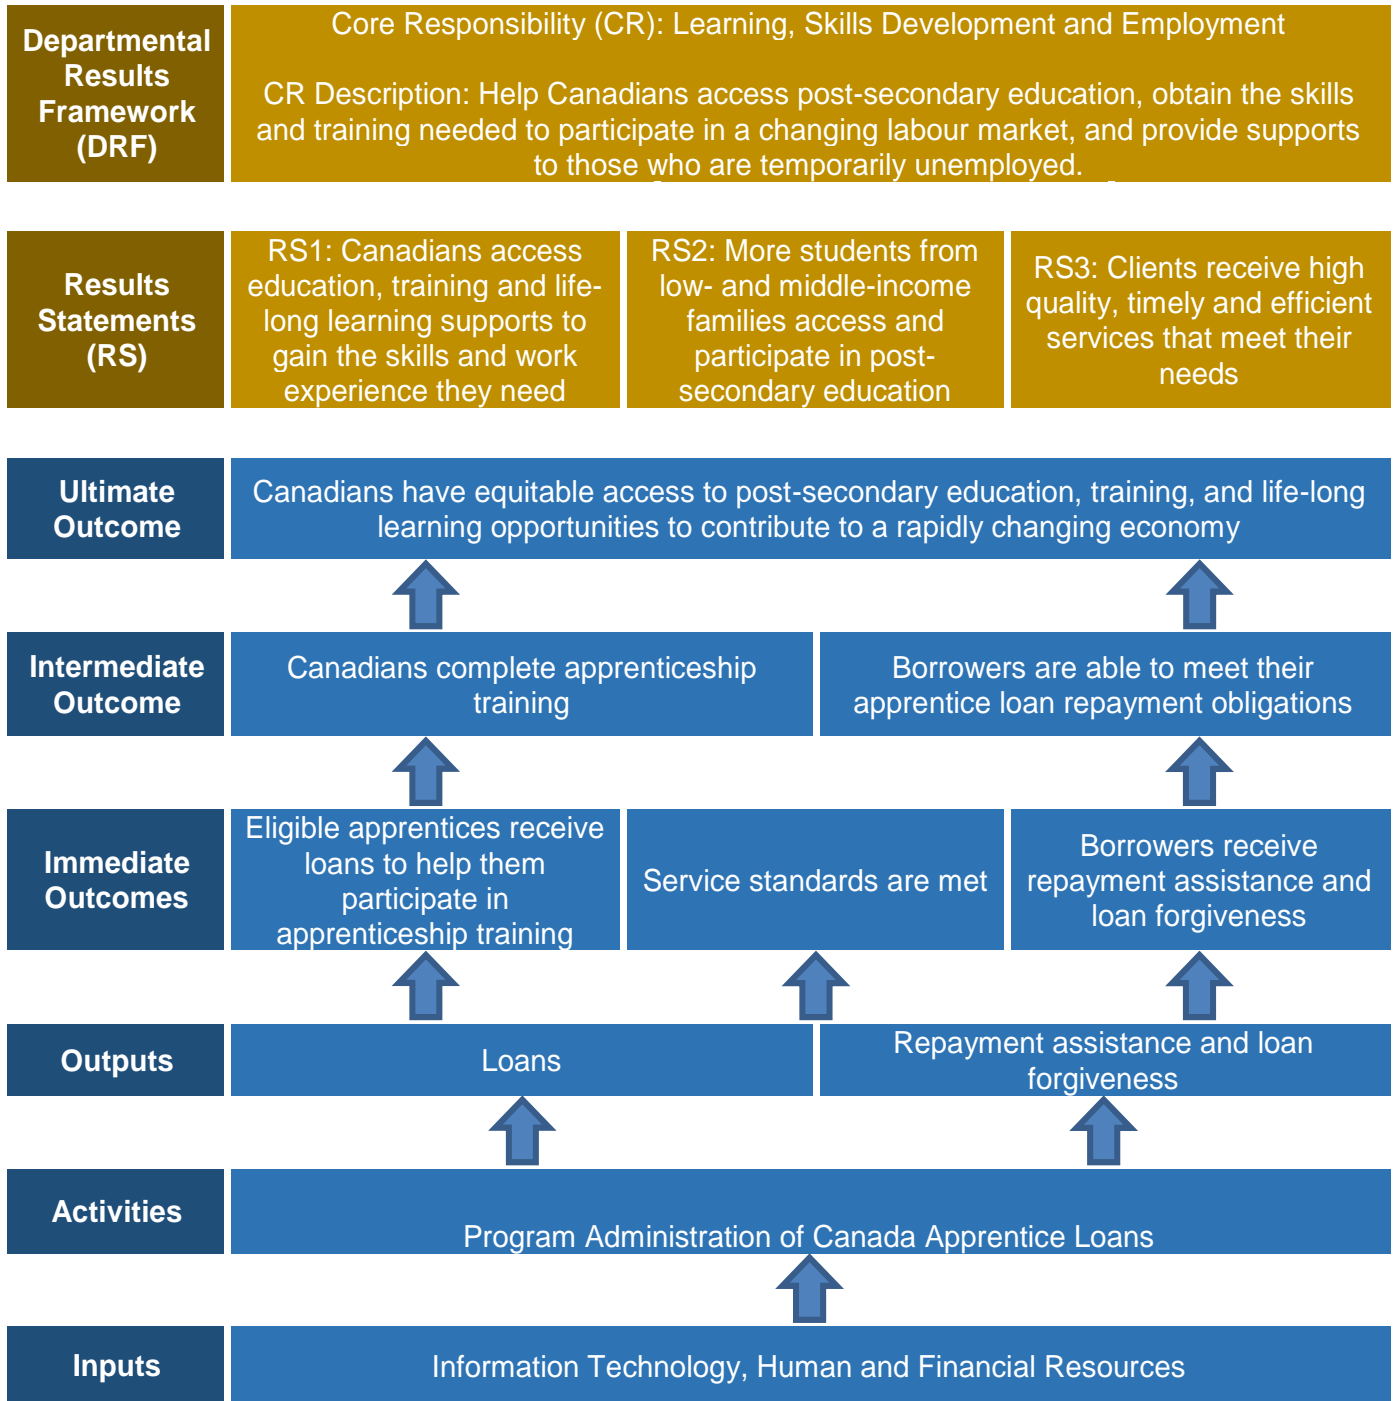 Departmental
Results
Framework
(DRF)
Core Responsibility (CR): Learning, Skills Development and Employment
CR Description: Help Canadians access post-secondary education, obtain the skills
and training needed to participate in a changing labour market, and provide supports
to those who are temporarily unemployed.
Results
Statements
(RS)
RS1: Canadians access
education, training and life-
long learning supports to
gain the skills and work
experience they need
RS2: More students from
low- and middle-income
families access and
participate in post-
secondary education
RS3: Clients receive high
quality, timely and efficient
services that meet their
needs
Ultimate
Outcome
Canadians have equitable access to post-secondary education, training, and life-long
learning opportunities to contribute to a rapidly changing economy
Intermediate
Outcome
Canadians complete apprenticeship
training
Borrowers are able to meet their
apprentice loan repayment obligations
Immediate
Outcomes
Eligible apprentices receive
loans to help them
participate in
apprenticeship training
Service standards are met
Borrowers receive
repayment assistance and
loan forgiveness
Outputs
Loans
Repayment assistance and loan
forgiveness
Activities
Program Administration of Canada Apprentice Loans
Inputs
Information Technology, Human and Financial Resources